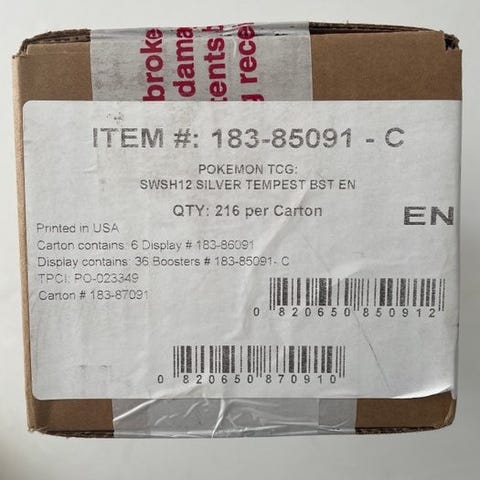 broke
dama
tents b
g rece
ITEM #: 183-85091 - C
POKEMON TCG:
SWSH12 SILVER TEMPEST BST EN
QTY: 216 per Carton
EN
Printed in USA
Carton contains: 6 Display # 183-86091
Display contains: 36 Boosters # 183-85091- C
TPCI: PO-023349
Carton # 183-87091
0 820650 850912
0 820650 870910